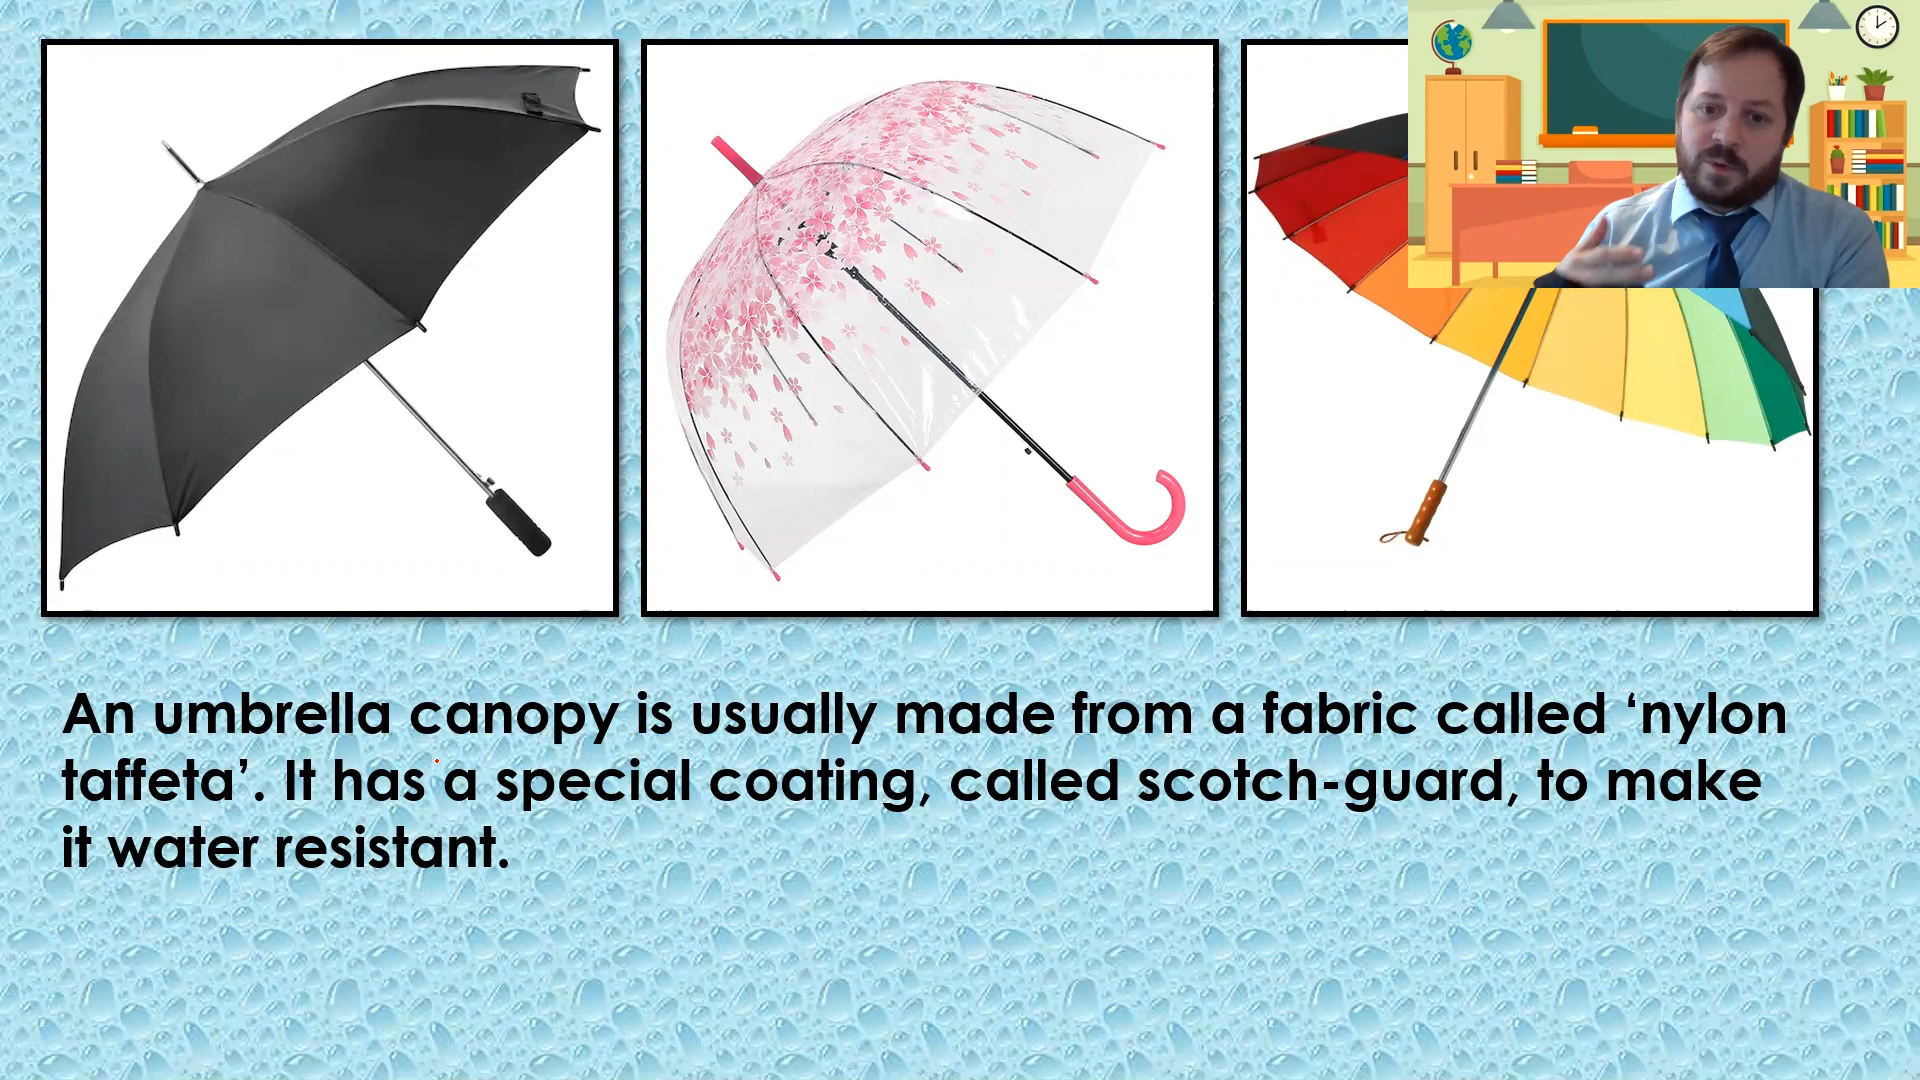 An umbrella canopy is usually made from a fabric called ‘nylon
taffeta’. It has a special coating, called scotch-guard, to make
it water resistant.